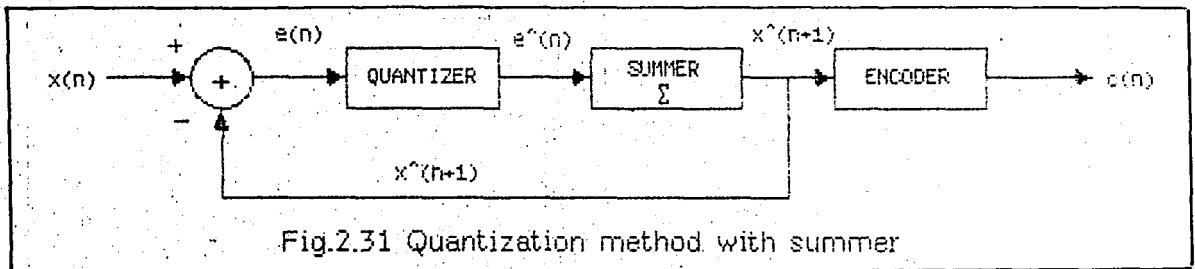 + e(n) e^(n) x^(n+1)
x(n) + QUANTIZER SUMMER Σ ENCODER c(n)
−
x^(n+1)
Fig.2.31 Quantization method with summer